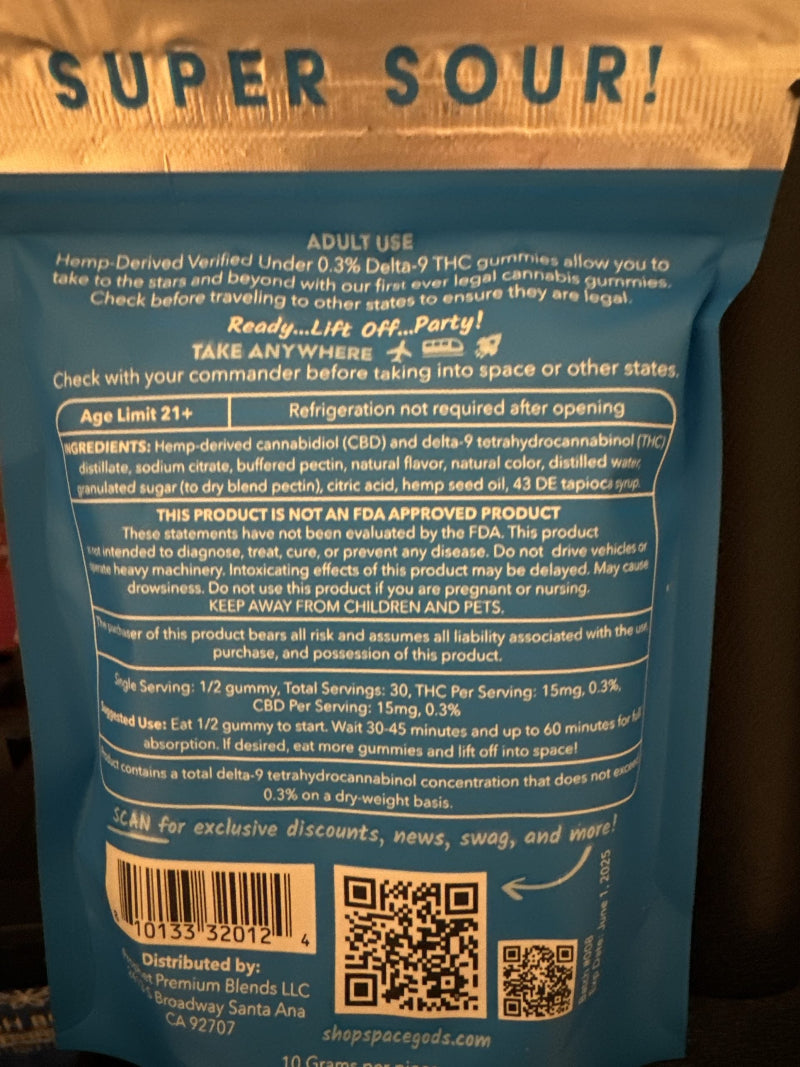 SUPER SOUR!
ADULT USE
Hemp-Derived Verified Under 0.3% Delta-9 THC gummies allow you to
take to the stars and beyond with our first ever legal cannabis gummies.
Check before traveling to other states to ensure they are legal.
Ready...Lift Off...Party!
TAKE ANYWHERE
Check with your commander before taking into space or other states.
Age Limit 21+
Refrigeration not required after opening
INGREDIENTS: Hemp-derived cannabidiol (CBD) and delta-9 tetrahydrocannabinol (THC)
distillate, sodium citrate, buffered pectin, natural flavor, natural color, distilled water,
granulated sugar (to dry blend pectin), citric acid, hemp seed oil, 43 DE tapioca syrup.
THIS PRODUCT IS NOT AN FDA APPROVED PRODUCT
These statements have not been evaluated by the FDA. This product
is not intended to diagnose, treat, cure, or prevent any disease. Do not drive vehicles or
operate heavy machinery. Intoxicating effects of this product may be delayed. May cause
drowsiness. Do not use this product if you are pregnant or nursing.
KEEP AWAY FROM CHILDREN AND PETS.
The purchaser of this product bears all risk and assumes all liability associated with the use,
purchase, and possession of this product.
Single Serving: 1/2 gummy, Total Servings: 30, THC Per Serving: 15mg, 0.3%,
CBD Per Serving: 15mg, 0.3%
Suggested Use: Eat 1/2 gummy to start. Wait 30-45 minutes and up to 60 minutes for full
absorption. If desired, eat more gummies and lift off into space!
Product contains a total delta-9 tetrahydrocannabinol concentration that does not exceed
0.3% on a dry-weight basis.
SCAN for exclusive discounts, news, swag, and more!
8 10133 32012 4
Batch #008
Exp Date: June 1, 2025
Distributed by:
Premium Blends LLC
Broadway Santa Ana
CA 92707
shopspacegods.com
10 Grams per